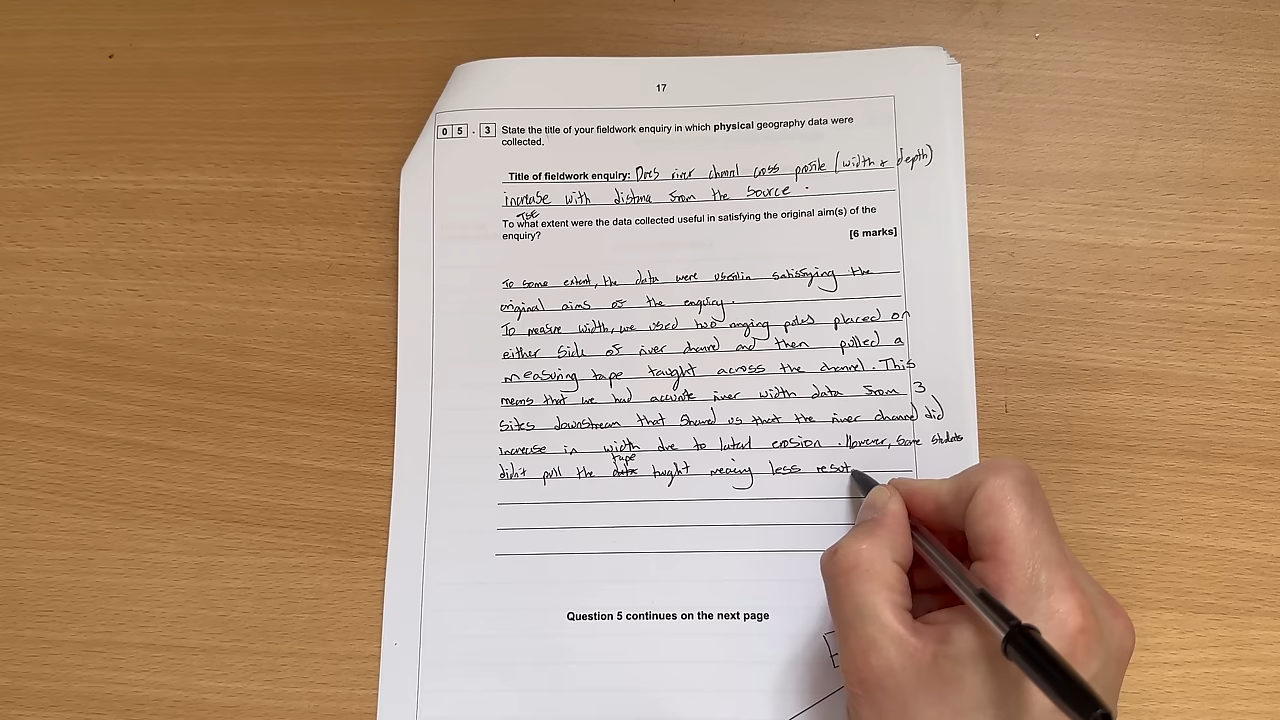 17
0 5 . 3 State the title of your fieldwork enquiry in which physical geography data were
collected.
Title of fieldwork enquiry: Does river channl cross profile (width & depth)
increase with distance from the source.
To what extent were the data collected useful in satisfying the original aim(s) of the
enquiry?
[6 marks]
To some extent, the data were useful in satisfying the
original aims of the enquiry.
To measure width, we used two ranging poles placed on
either side of river channel and then pulled a
measuring tape taught across the channel. This
means that we had accurate river width data from 3
sites downstream that showed us that the river channel did
increase in width due to lateral erosion. However, some students
didn't pull the tape taught meaning less resut
Question 5 continues on the next page